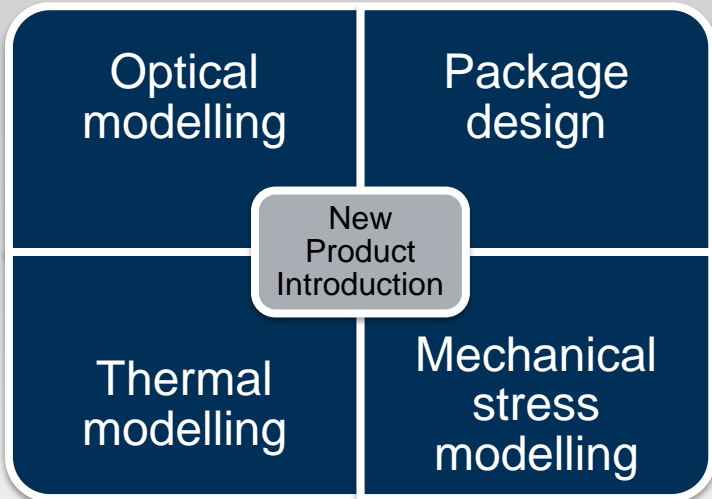 Optical
modelling
Package
design
New
Product
Introduction
Thermal
modelling
Mechanical
stress
modelling